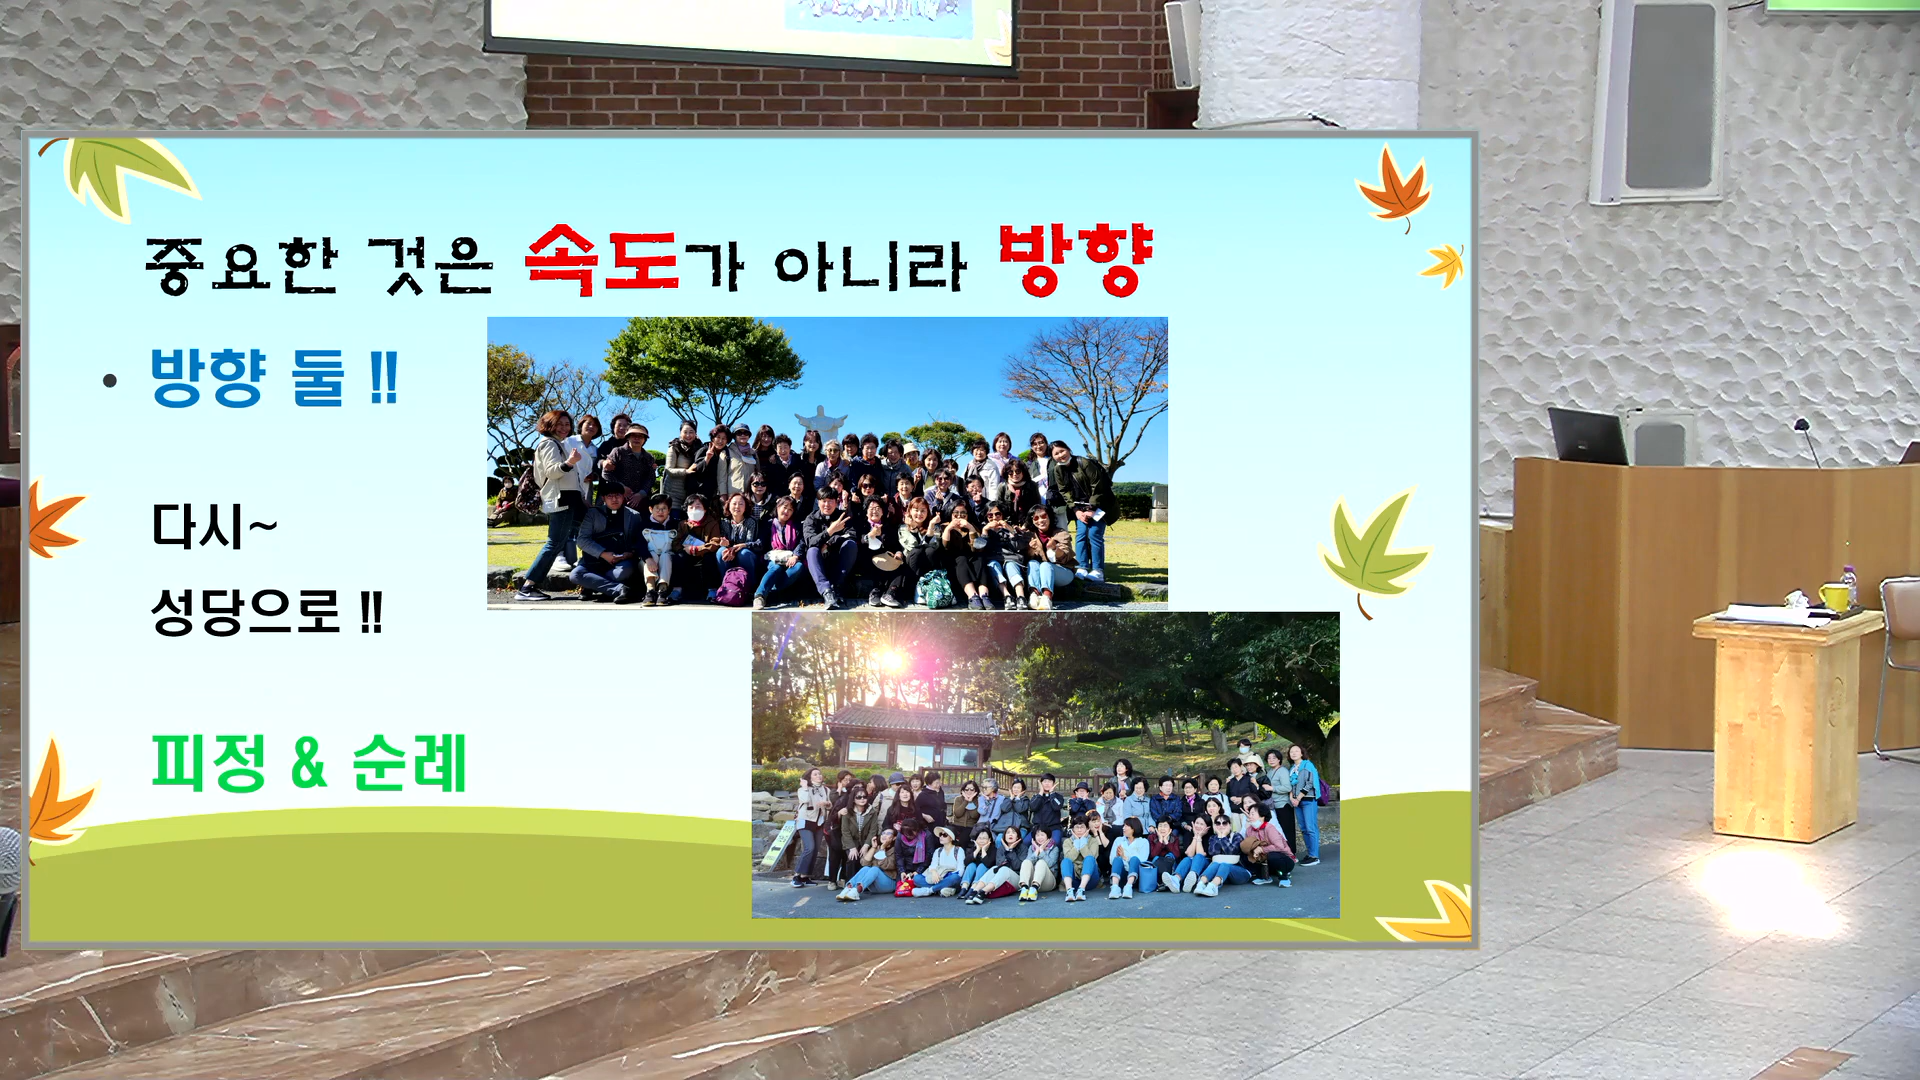 중요한 것은 속도가 아니라 방향
• 방향 둘 !!
다시~
성당으로 !!
피정 & 순례